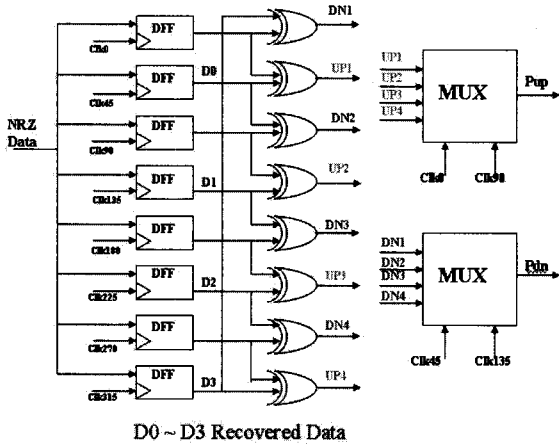 DN1
DFF
Clk0
DFF
D0
UP1
Clk45
NRZ
Data
DFF
DN2
Clk90
DFF
D1
UP2
Clk135
DFF
DN3
Clk180
DFF
D2
UP3
Clk225
DFF
DN4
Clk270
DFF
D3
UP4
Clk315
UP1
UP2
UP3
UP4
MUX
Pup
Clk0
Clk90
DN1
DN2
DN3
DN4
MUX
Pdn
Clk45
Clk135
D0 ~ D3 Recovered Data